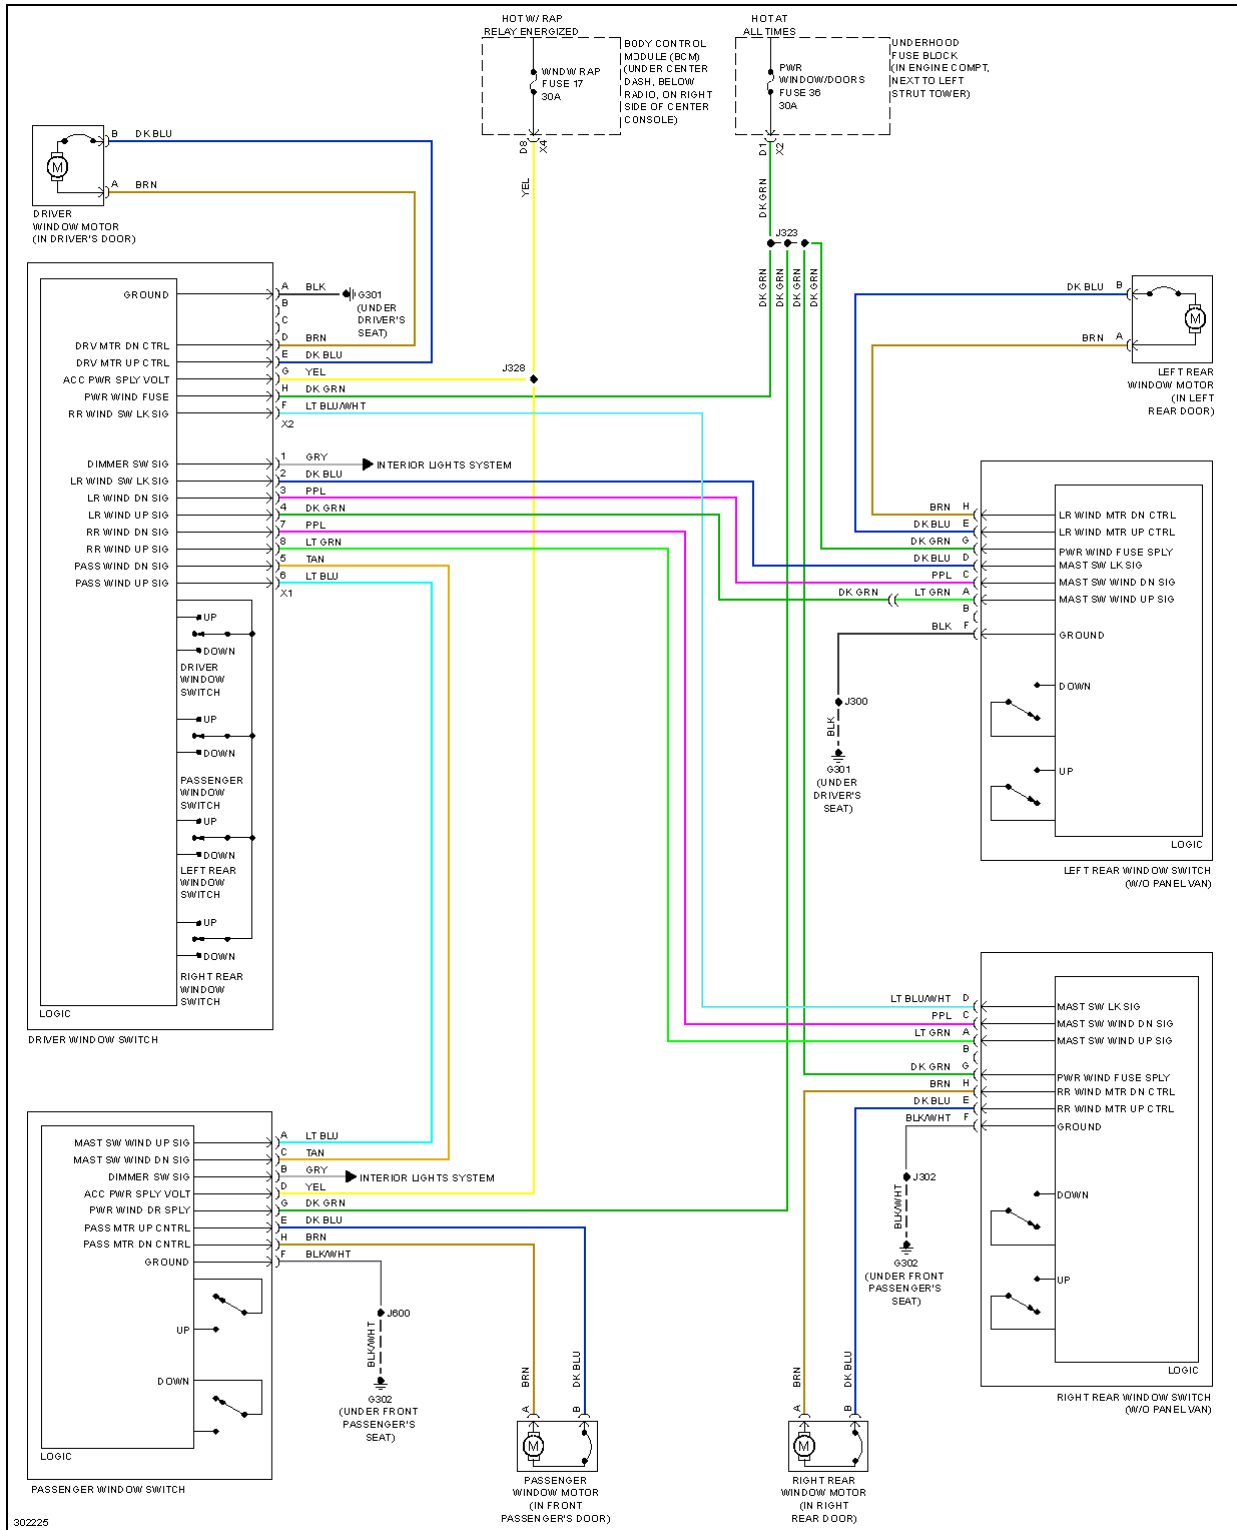 HOT W/ RAP
RELAY ENERGIZED
WNDW RAP
FUSE 17
30A
BODY CONTROL
MODULE (BCM)
(UNDER CENTER
DASH, BELOW
RADIO, ON RIGHT
SIDE OF CENTER
CONSOLE)
D8
X4
YEL
HOT AT
ALL TIMES
PWR
WINDOW/DOORS
FUSE 36
30A
UNDERHOOD
FUSE BLOCK
(IN ENGINE COMPT,
NEXT TO LEFT
STRUT TOWER)
D1
X2
DK GRN
J323
DK GRN
DK GRN
DK GRN
DK GRN
B DK BLU
A BRN
M
DRIVER
WINDOW MOTOR
(IN DRIVER'S DOOR)
GROUND A BLK
G301
(UNDER
DRIVER'S
SEAT)
B
C
DRV MTR DN CTRL D BRN
DRV MTR UP CTRL E DK BLU
ACC PWR SPLY VOLT G YEL
J328
PWR WIND FUSE H DK GRN
RR WIND SW LK SIG F LT BLU/WHT
X2
DIMMER SW SIG 1 GRY INTERIOR LIGHTS SYSTEM
LR WIND SW LK SIG 2 DK BLU
LR WIND DN SIG 3 PPL
LR WIND UP SIG 4 DK GRN
RR WIND DN SIG 7 PPL
RR WIND UP SIG 8 LT GRN
PASS WIND DN SIG 5 TAN
PASS WIND UP SIG 6 LT BLU
X1
UP
DOWN
DRIVER
WINDOW
SWITCH
UP
DOWN
PASSENGER
WINDOW
SWITCH
UP
DOWN
LEFT REAR
WINDOW
SWITCH
UP
DOWN
RIGHT REAR
WINDOW
SWITCH
LOGIC
DRIVER WINDOW SWITCH
DK BLU B
BRN A
M
LEFT REAR
WINDOW MOTOR
(IN LEFT
REAR DOOR)
BRN H LR WIND MTR DN CTRL
DK BLU E LR WIND MTR UP CTRL
DK GRN G PWR WIND FUSE SPLY
DK BLU D MAST SW LK SIG
PPL C MAST SW WIND DN SIG
DK GRN LT GRN A MAST SW WIND UP SIG
B
BLK F GROUND
J300
BLK
G301
(UNDER
DRIVER'S
SEAT)
DOWN
UP
LOGIC
LEFT REAR WINDOW SWITCH
(W/O PANEL VAN)
LT BLU/WHT D MAST SW LK SIG
PPL C MAST SW WIND DN SIG
LT GRN A MAST SW WIND UP SIG
B
DK GRN G PWR WIND FUSE SPLY
BRN H RR WIND MTR DN CTRL
DK BLU E RR WIND MTR UP CTRL
BLK/WHT F GROUND
J302
BLK/WHT
G302
(UNDER FRONT
PASSENGER'S
SEAT)
DOWN
UP
LOGIC
RIGHT REAR WINDOW SWITCH
(W/O PANEL VAN)
MAST SW WIND UP SIG A LT BLU
MAST SW WIND DN SIG C TAN
DIMMER SW SIG B GRY INTERIOR LIGHTS SYSTEM
ACC PWR SPLY VOLT D YEL
PWR WIND DR SPLY G DK GRN
PASS MTR UP CNTRL E DK BLU
PASS MTR DN CNTRL H BRN
GROUND F BLK/WHT
J600
BLK/WHT
G302
(UNDER FRONT
PASSENGER'S
SEAT)
UP
DOWN
LOGIC
PASSENGER WINDOW SWITCH
BRN
DK BLU
A
B
M
PASSENGER
WINDOW MOTOR
(IN FRONT
PASSENGER'S DOOR)
BRN
DK BLU
A
B
M
RIGHT REAR
WINDOW MOTOR
(IN RIGHT
REAR DOOR)
302225